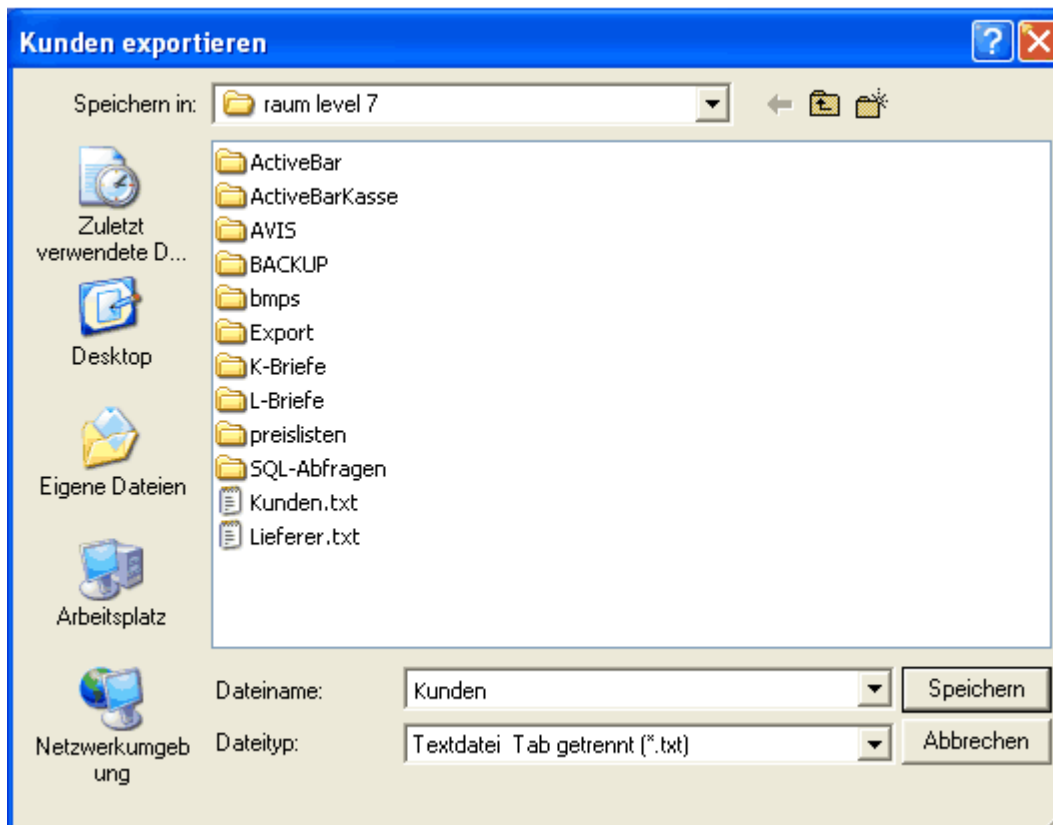 Kunden exportieren
Speichern in:
raum level 7
Zuletzt
verwendete D...
Desktop
Eigene Dateien
Arbeitsplatz
Netzwerkumgeb
ung
ActiveBar
ActiveBarKasse
AVIS
BACKUP
bmps
Export
K-Briefe
L-Briefe
preislisten
SQL-Abfragen
Kunden.txt
Lieferer.txt
Dateiname:
Kunden
Speichern
Dateityp:
Textdatei Tab getrennt (*.txt)
Abbrechen